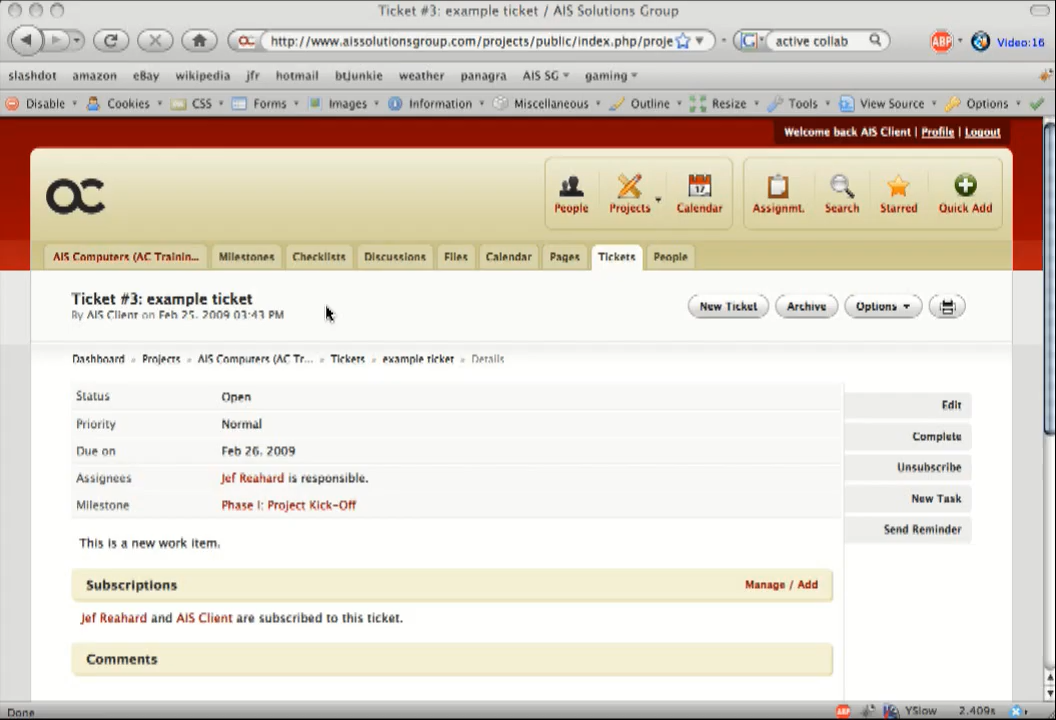 Ticket #3: example ticket / AIS Solutions Group
http://www.aissolutionsgroup.com/projects/public/index.php/proje
active collab
ABP
Video:16
slashdot amazon eBay wikipedia jfr hotmail btjunkie weather panagra AIS SG gaming
Disable Cookies CSS Forms Images Information Miscellaneous Outline Resize Tools View Source Options
Welcome back AIS Client | Profile | Logout
People Projects Calendar Assignmt. Search Starred Quick Add
AIS Computers (AC Trainin... Milestones Checklists Discussions Files Calendar Pages Tickets People
Ticket #3: example ticket
By AIS Client on Feb 25. 2009 03:43 PM
New Ticket Archive Options
Dashboard » Projects » AIS Computers (AC Tr... » Tickets » example ticket » Details
Status Open
Priority Normal
Due on Feb 26. 2009
Assignees Jef Reahard is responsible.
Milestone Phase I: Project Kick-Off
Edit
Complete
Unsubscribe
New Task
Send Reminder
This is a new work item.
Subscriptions Manage / Add
Jef Reahard and AIS Client are subscribed to this ticket.
Comments
Done ABP YSlow 2.409s